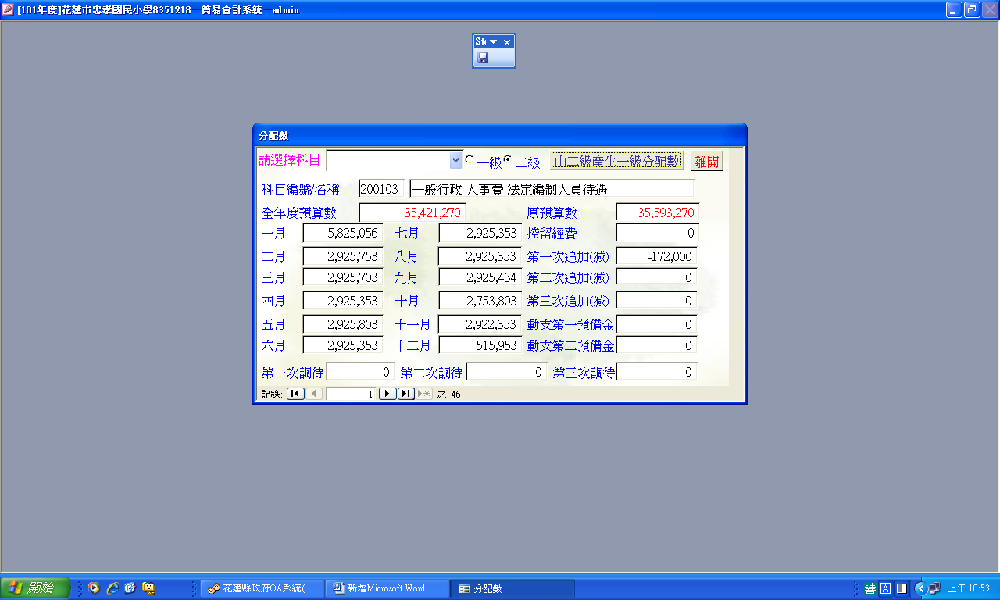 [101年度]花蓮市忠孝國民小學8351218—簡易會計系統—admin
分配數
請選擇科目 一級 二級 由二級產生一級分配數 離開
科目編號/名稱 200103 一般行政-人事費-法定編制人員待遇
全年度預算數 35,421,270 原預算數 35,593,270
一月 5,825,056 七月 2,925,353 控留經費 0
二月 2,925,753 八月 2,925,353 第一次追加(減) -172,000
三月 2,925,703 九月 2,925,434 第二次追加(減) 0
四月 2,925,353 十月 2,753,803 第三次追加(減) 0
五月 2,925,803 十一月 2,922,353 動支第一預備金 0
六月 2,925,353 十二月 515,953 動支第二預備金 0
第一次調待 0 第二次調待 0 第三次調待 0
記錄: 1 之 46
開始 花蓮縣政府OA系統(... 新增Microsoft Word ... 分配數 A 上午 10:53